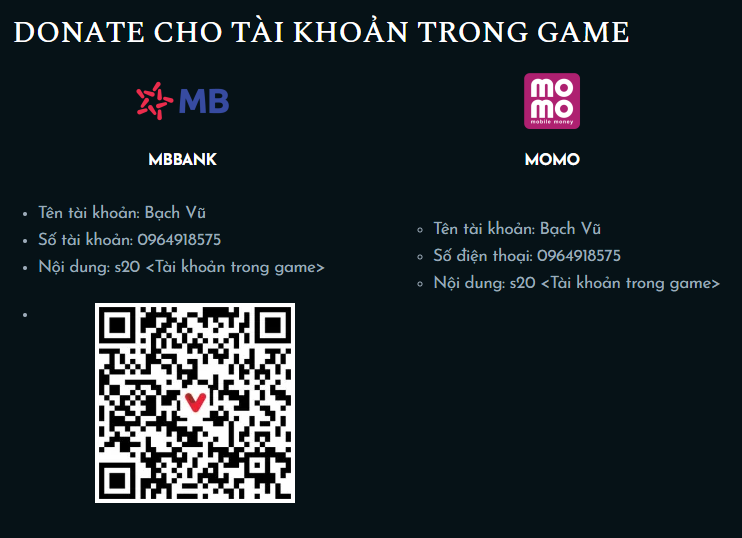 DONATE CHO TÀI KHOẢN TRONG GAME
MB
MBBANK
Tên tài khoản: Bạch Vũ
Số tài khoản: 0964918575
Nội dung: s20 <Tài khoản trong game>
mo
mo
mobile money
MOMO
Tên tài khoản: Bạch Vũ
Số điện thoại: 0964918575
Nội dung: s20 <Tài khoản trong game>